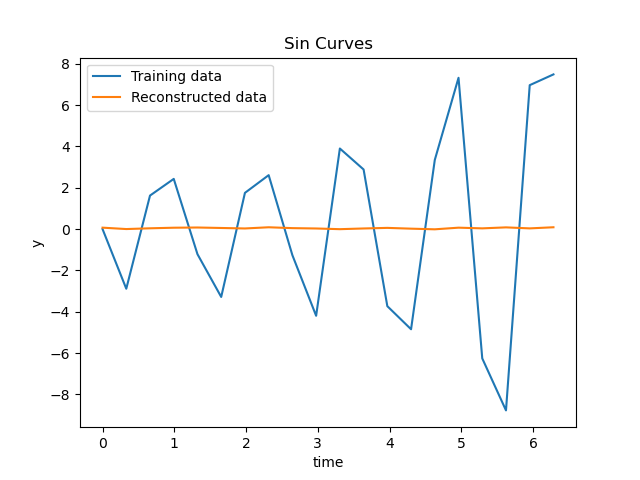 Sin Curves
Training data
Reconstructed data
8
6
4
2
0
−2
−4
−6
−8
y
0 1 2 3 4 5 6
time